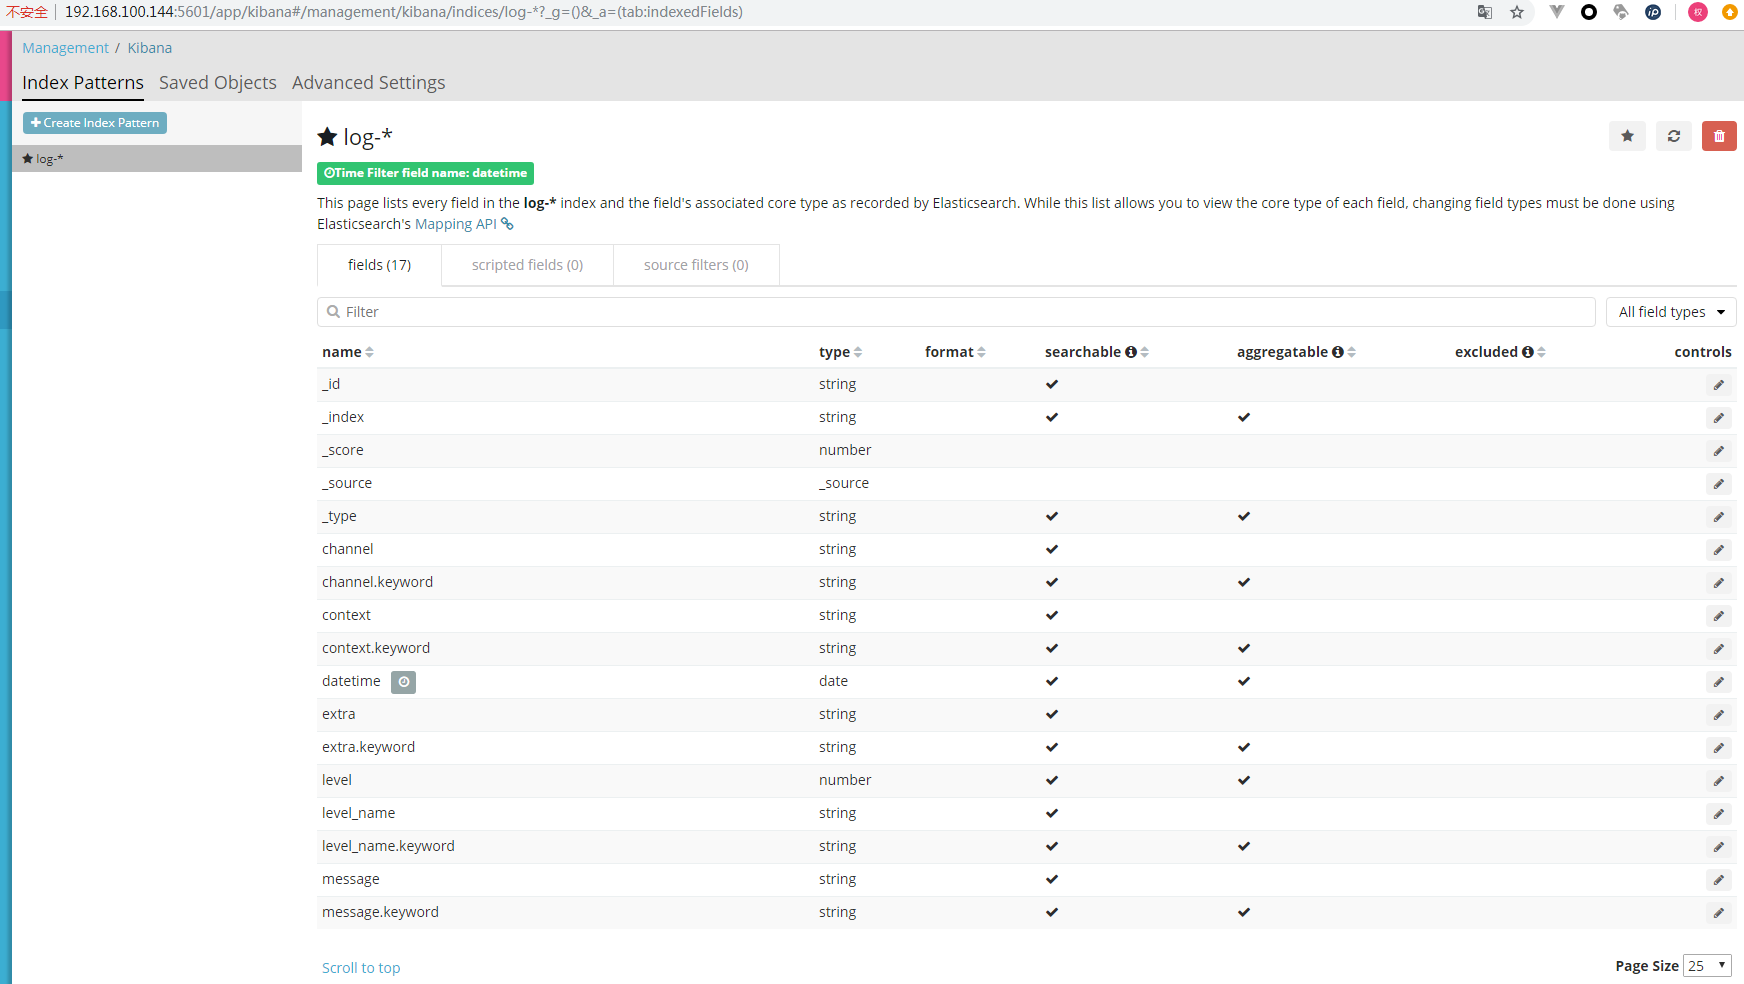 不安全 192.168.100.144:5601/app/kibana#/management/kibana/indices/log-*?_g=()&_a=(tab:indexedFields)
Management / Kibana
Index Patterns Saved Objects Advanced Settings
Create Index Pattern
log-*
log-*
Time Filter field name: datetime
This page lists every field in the log-* index and the field's associated core type as recorded by Elasticsearch. While this list allows you to view the core type of each field, changing field types must be done using
Elasticsearch's Mapping API
fields (17) scripted fields (0) source filters (0)
Filter All field types
name type format searchable aggregatable excluded controls
_id string
_index string
_score number
_source _source
_type string
channel string
channel.keyword string
context string
context.keyword string
datetime date
extra string
extra.keyword string
level number
level_name string
level_name.keyword string
message string
message.keyword string
Scroll to top Page Size 25